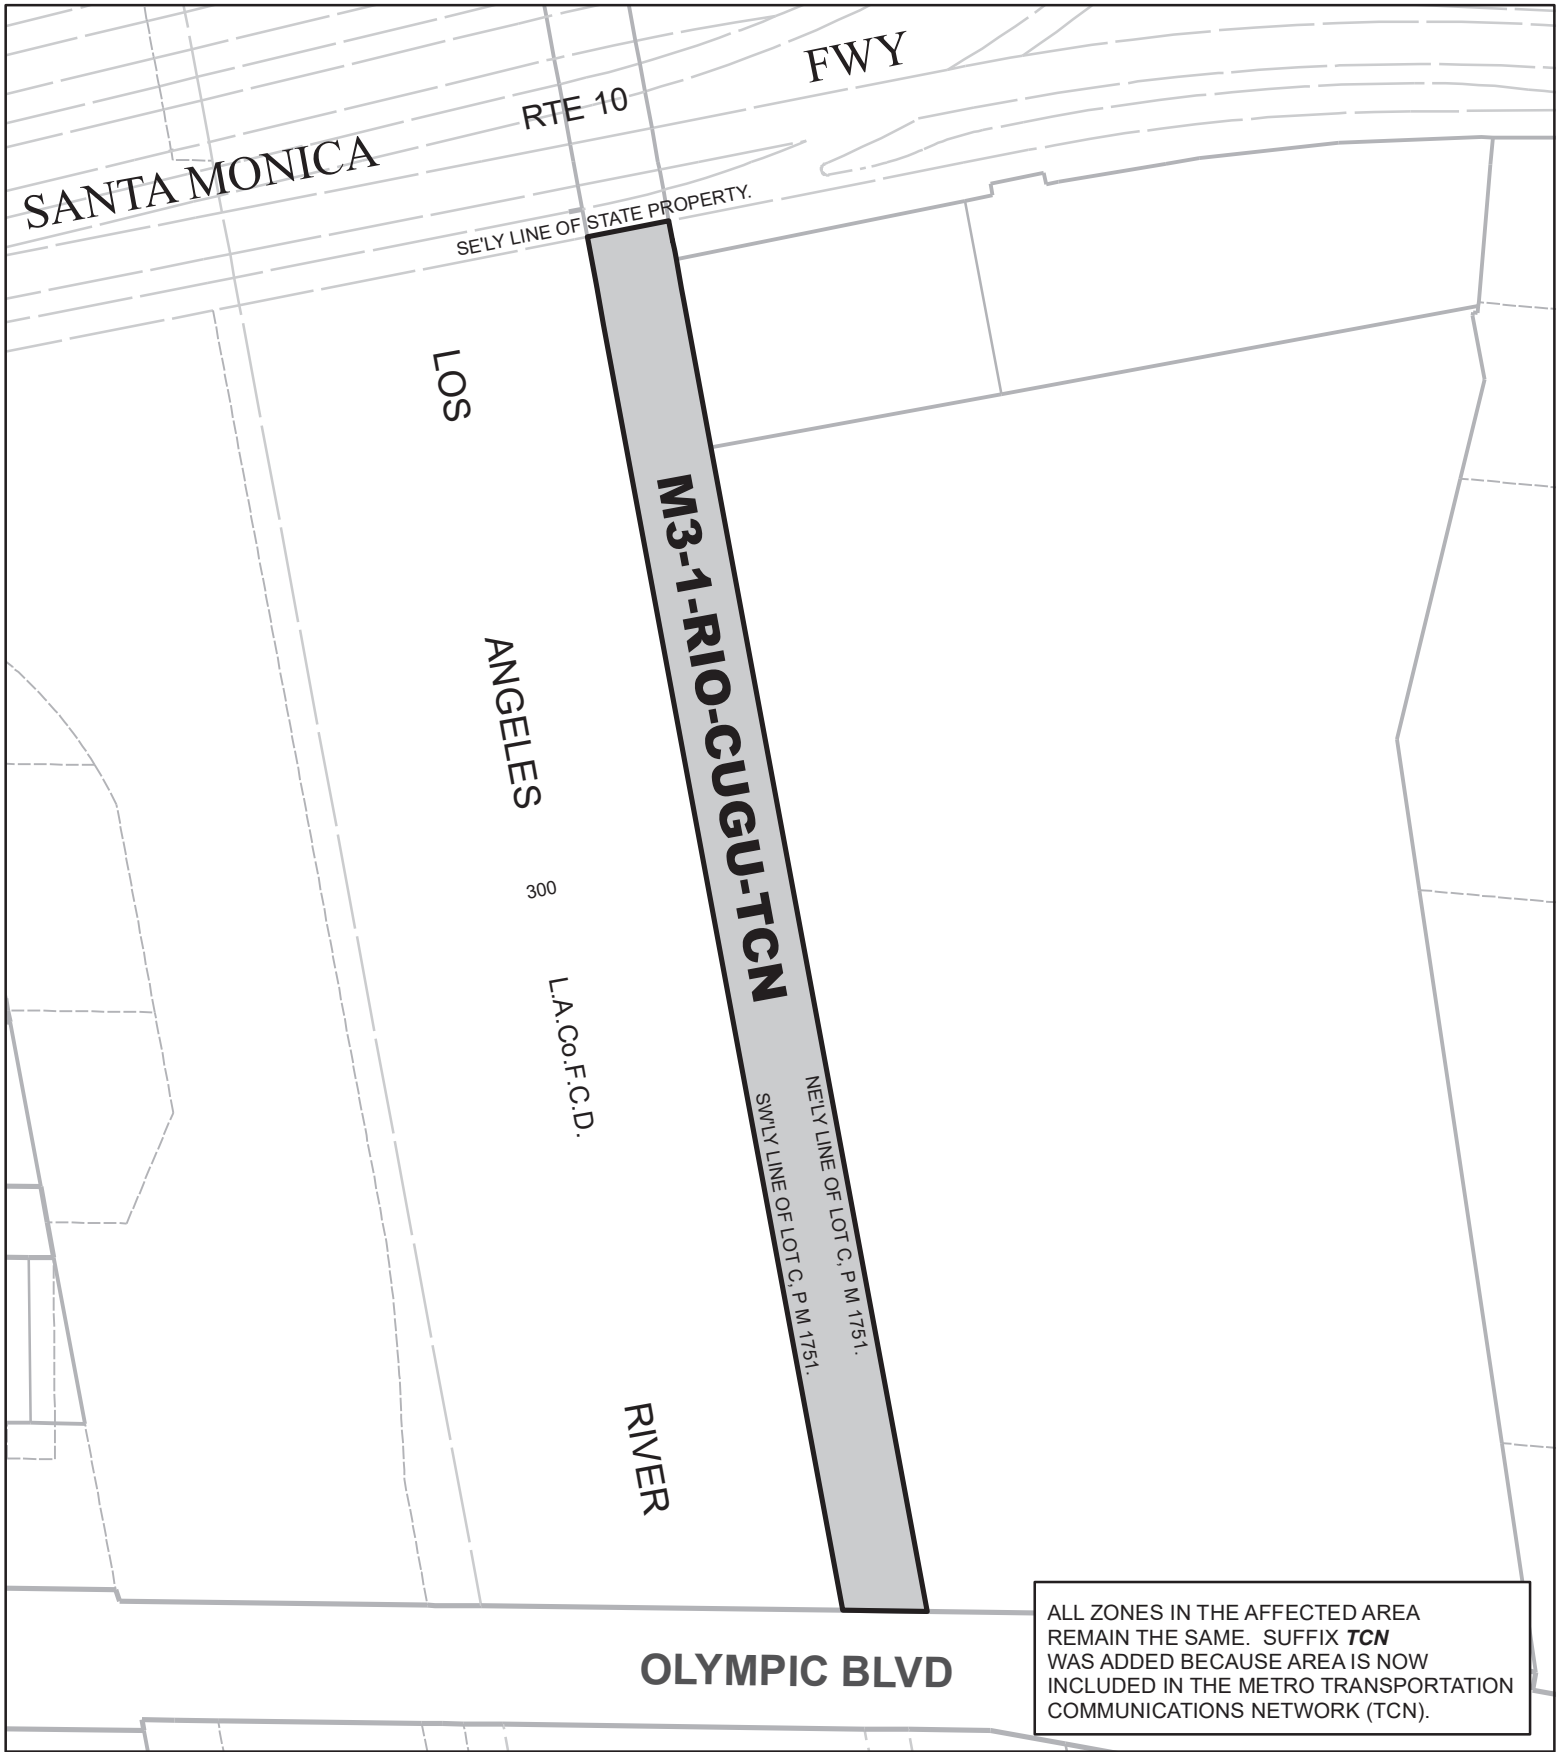 FWY
RTE 10
SANTA MONICA
SE'LY LINE OF STATE PROPERTY.
LOS
ANGELES
300
L.A.Co.F.C.D.
RIVER
M3-1-RIO-CUGU-TCN
NE'LY LINE OF LOT C, P M 1751.
SW'LY LINE OF LOT C, P M 1751.
OLYMPIC BLVD
ALL ZONES IN THE AFFECTED AREA
REMAIN THE SAME. SUFFIX TCN
WAS ADDED BECAUSE AREA IS NOW
INCLUDED IN THE METRO TRANSPORTATION
COMMUNICATIONS NETWORK (TCN).